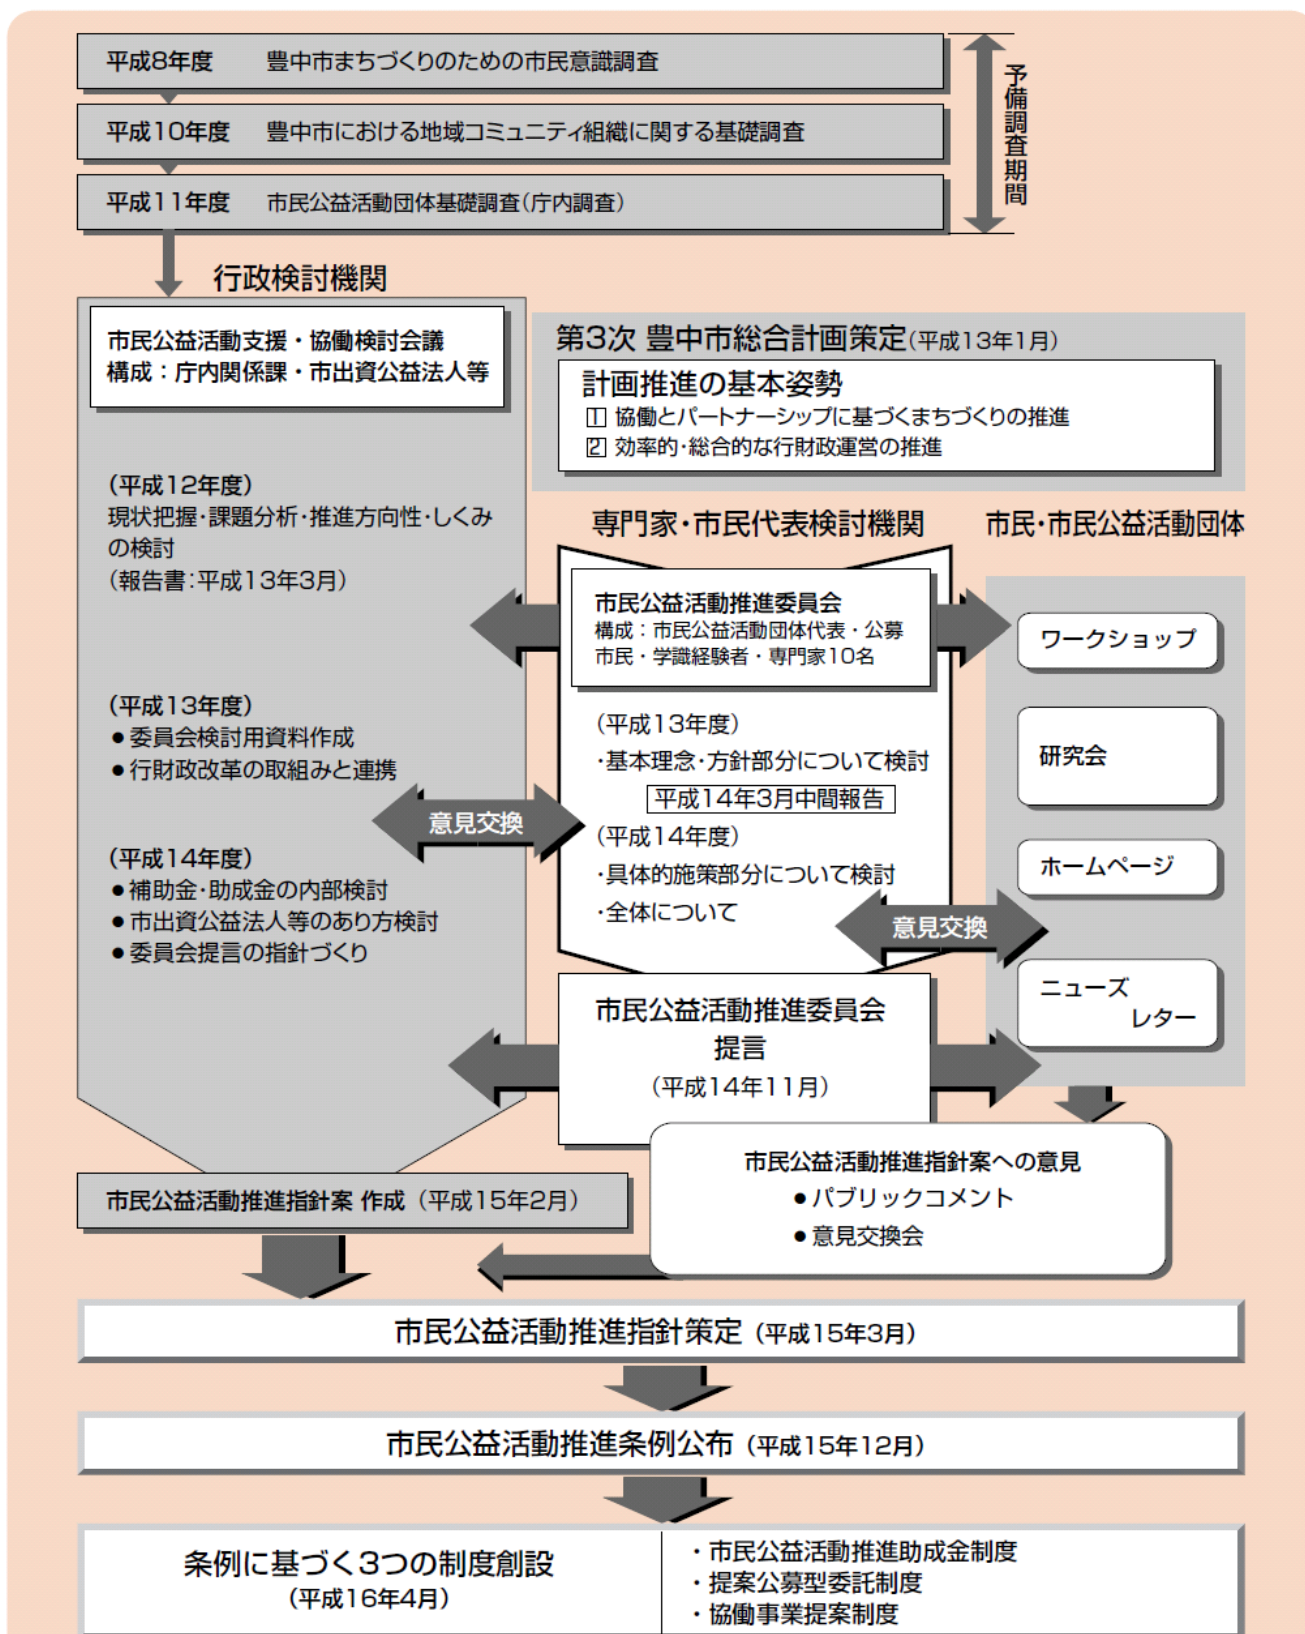 平成8年度 豊中市まちづくりのための市民意識調査
平成10年度 豊中市における地域コミュニティ組織に関する基礎調査
平成11年度 市民公益活動団体基礎調査(庁内調査)
予備調査期間
行政検討機関
市民公益活動支援・協働検討会議
構成:庁内関係課・市出資公益法人等
(平成12年度)
現状把握・課題分析・推進方向性・しくみ
の検討
(報告書:平成13年3月)
(平成13年度)
●委員会検討用資料作成
●行財政改革の取組みと連携
(平成14年度)
●補助金・助成金の内部検討
●市出資公益法人等のあり方検討
●委員会提言の指針づくり
第3次 豊中市総合計画策定(平成13年1月)
計画推進の基本姿勢
1 協働とパートナーシップに基づくまちづくりの推進
2 効率的・総合的な行財政運営の推進
専門家・市民代表検討機関
市民公益活動推進委員会
構成:市民公益活動団体代表・公募
市民・学識経験者・専門家10名
(平成13年度)
・基本理念・方針部分について検討
平成14年3月中間報告
(平成14年度)
・具体的施策部分について検討
・全体について
意見交換
意見交換
市民・市民公益活動団体
ワークショップ
研究会
ホームページ
ニューズ
レター
市民公益活動推進委員会
提言
(平成14年11月)
市民公益活動推進指針案 作成(平成15年2月)
市民公益活動推進指針案への意見
●パブリックコメント
●意見交換会
市民公益活動推進指針策定(平成15年3月)
市民公益活動推進条例公布(平成15年12月)
条例に基づく3つの制度創設
(平成16年4月)
・市民公益活動推進助成金制度
・提案公募型委託制度
・協働事業提案制度